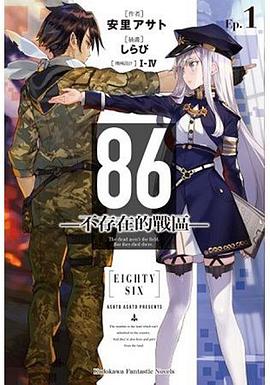 [作者]
安里アサト
[插畫]
しらび
[機械設計] I-IV
Ep.1
86
—不存在的戰區—
The dead aren't in the field.
But they died there.
[EIGHTY
SIX]
ASATO ASATO PRESENTS
Kadokawa Fantastic Novels